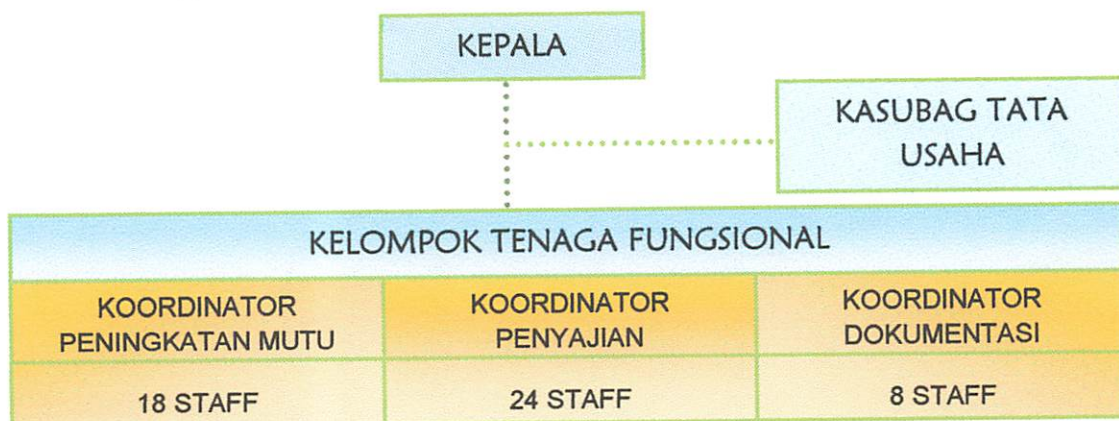 KEPALA
KASUBAG TATA
USAHA
KELOMPOK TENAGA FUNGSIONAL
KOORDINATOR
PENINGKATAN MUTU
KOORDINATOR
PENYAJIAN
KOORDINATOR
DOKUMENTASI
18 STAFF
24 STAFF
8 STAFF